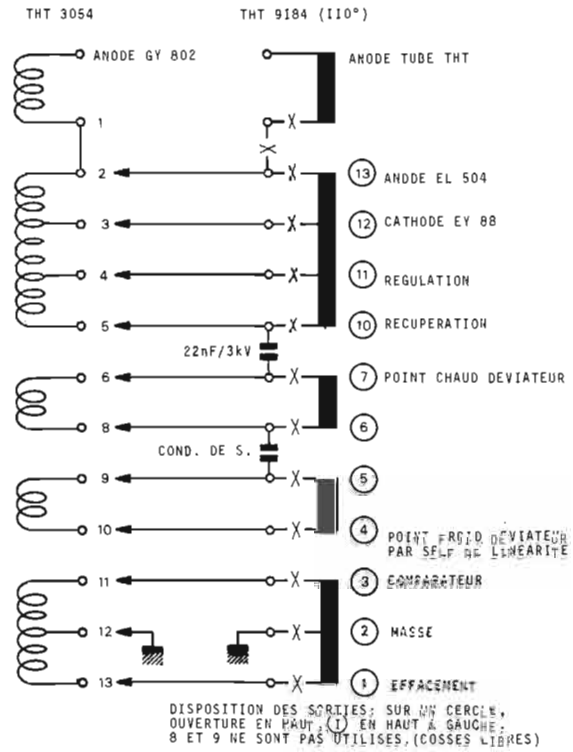 THT 3054 THT 9184 (110°)
ANODE GY 802 ANODE TUBE THT
1
2 13 ANODE EL 504
3 12 CATHODE EY 88
4 11 REGULATION
5 10 RECUPERATION
22nF/3kV
6 7 POINT CHAUD DEVIATEUR
8 6
COND. DE S.
9 5
10 4 POINT FROID DEVIATEUR
PAR SELF DE LINEARITE
11 3 COMPARATEUR
12 2 MASSE
13 1 EFFACEMENT
DISPOSITION DES SORTIES: SUR UN CERCLE,
OUVERTURE EN HAUT, 1 EN HAUT A GAUCHE.
8 ET 9 NE SONT PAS UTILISES, (COSSES LIBRES)